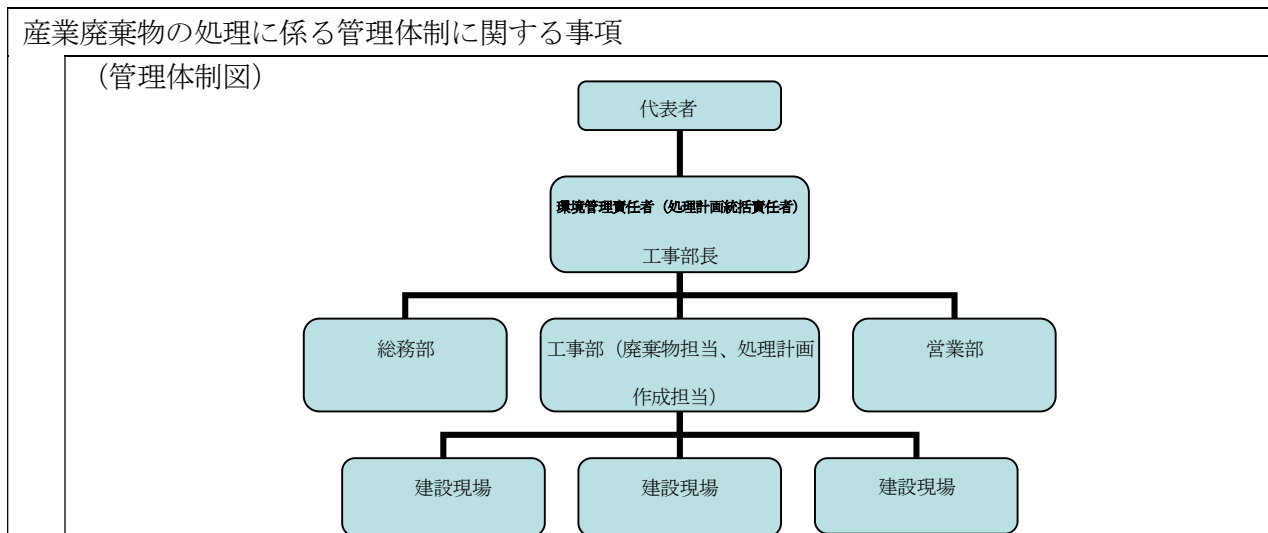 産業廃棄物の処理に係る管理体制に関する事項
（管理体制図）
代表者
環境管理責任者（処理計画統括責任者）
工事部長
総務部
工事部（廃棄物担当、処理計画
作成担当）
営業部
建設現場
建設現場
建設現場